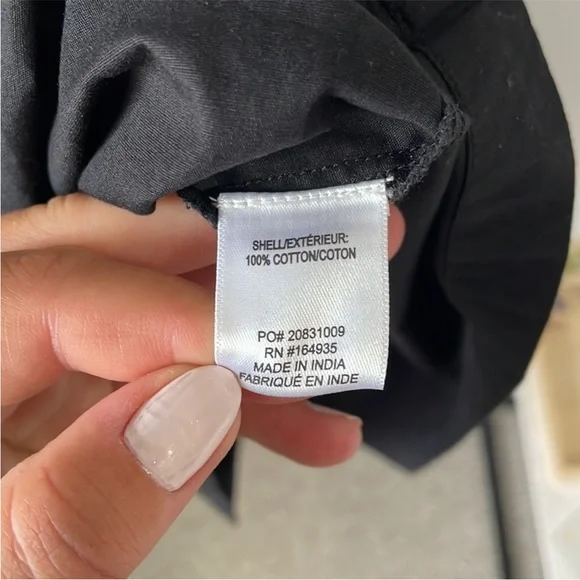 SHELL/EXTÉRIEUR:
100% COTTON/COTON
PO# 20831009
RN #164935
MADE IN INDIA
FABRIQUÉ EN INDE